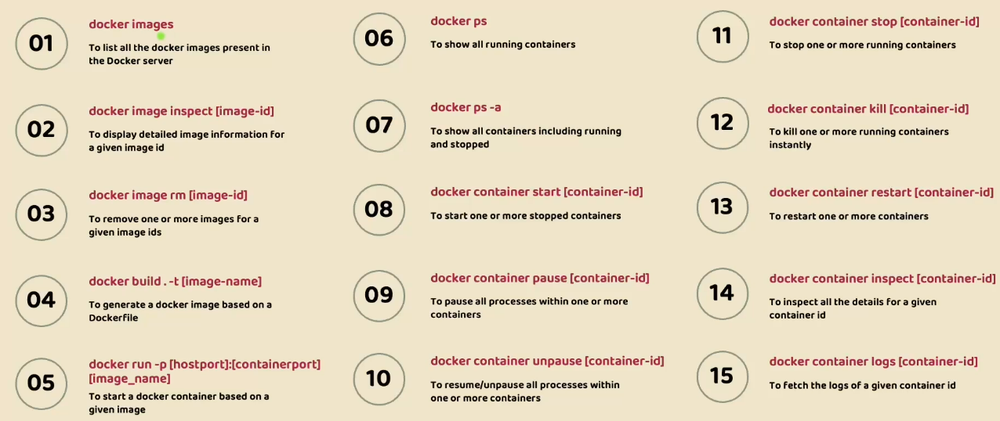 01
docker images
To list all the docker images present in
the Docker server
02
docker image inspect [image-id]
To display detailed image information for
a given image id
03
docker image rm [image-id]
To remove one or more images for a
given image ids
04
docker build . -t [image-name]
To generate a docker image based on a
Dockerfile
05
docker run -p [hostport]:[containerport]
[image_name]
To start a docker container based on a
given image
06
docker ps
To show all running containers
07
docker ps -a
To show all containers including running
and stopped
08
docker container start [container-id]
To start one or more stopped containers
09
docker container pause [container-id]
To pause all processes within one or more
containers
10
docker container unpause [container-id]
To resume/unpause all processes within
one or more containers
11
docker container stop [container-id]
To stop one or more running containers
12
docker container kill [container-id]
To kill one or more running containers
instantly
13
docker container restart [container-id]
To restart one or more containers
14
docker container inspect [container-id]
To inspect all the details for a given
container id
15
docker container logs [container-id]
To fetch the logs of a given container id